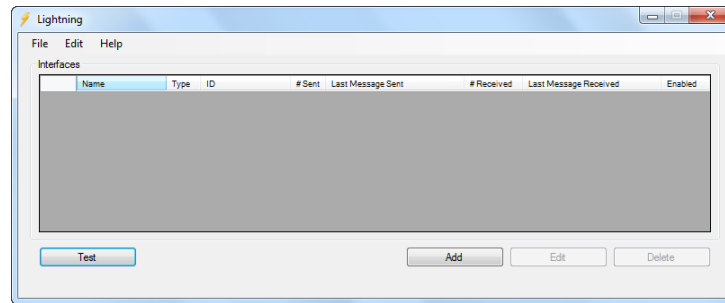 Lightning
File Edit Help
Interfaces
Name Type ID # Sent Last Message Sent # Received Last Message Received Enabled
Test Add Edit Delete